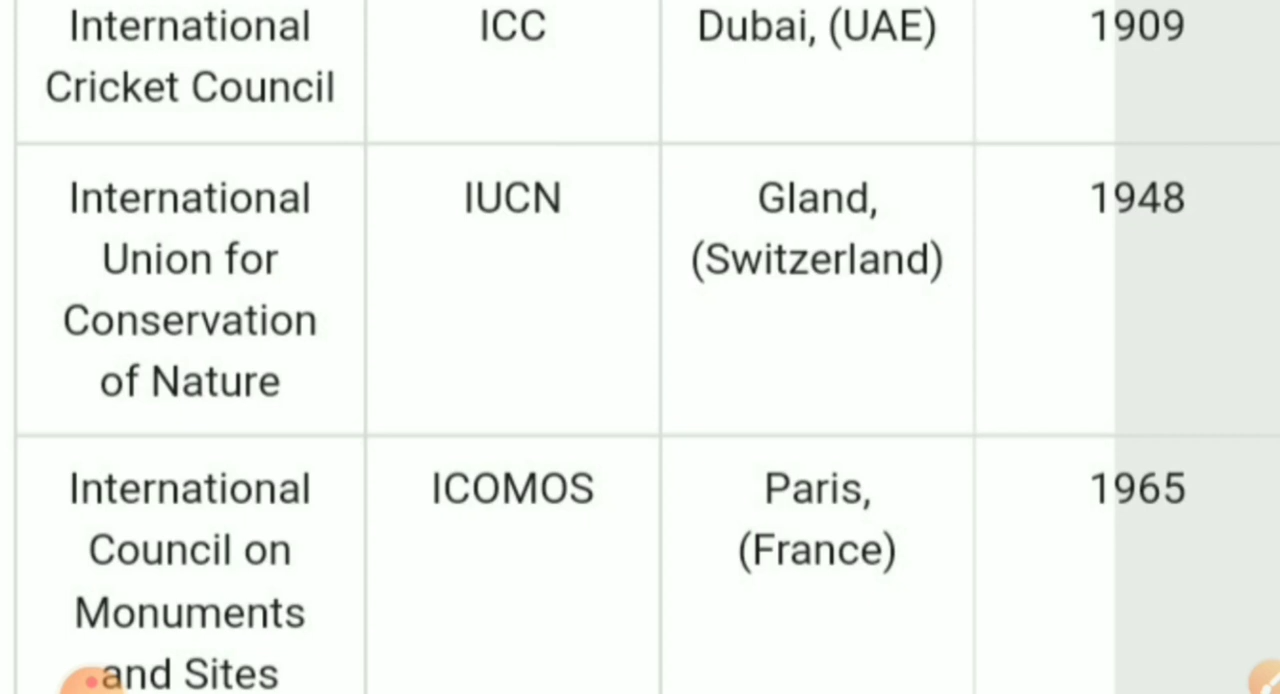 International ICC Dubai, (UAE) 1909
Cricket Council
International IUCN Gland, 1948
Union for (Switzerland)
Conservation
of Nature
International ICOMOS Paris, 1965
Council on (France)
Monuments
and Sites